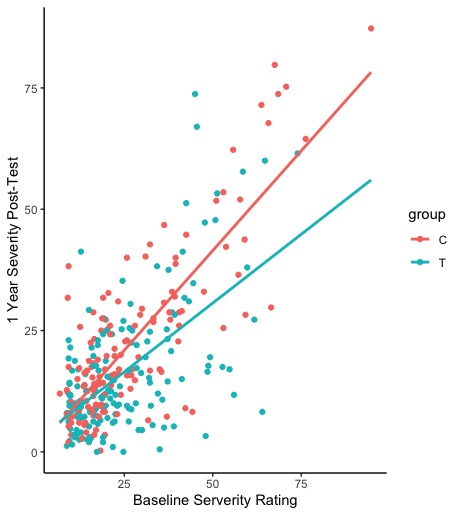 1 Year Severity Post-Test
75
50
25
0
25
50
75
Baseline Serverity Rating
group
C
T